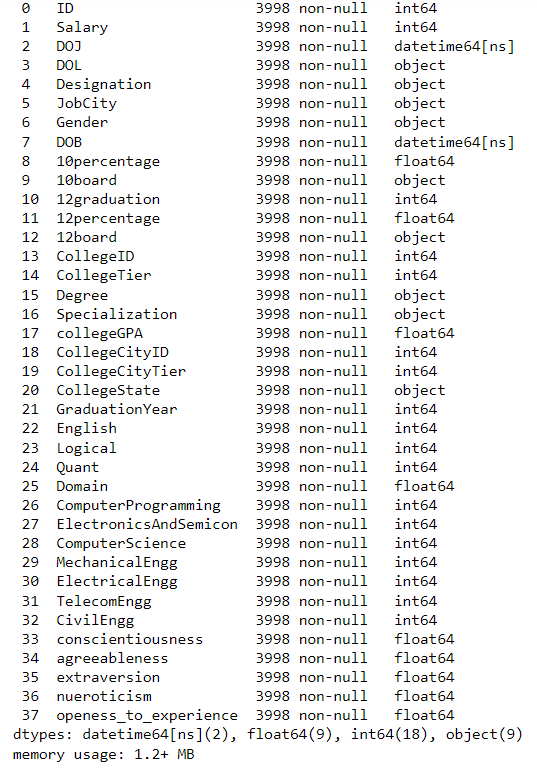 0 ID 3998 non-null int64
1 Salary 3998 non-null int64
2 DOJ 3998 non-null datetime64[ns]
3 DOL 3998 non-null object
4 Designation 3998 non-null object
5 JobCity 3998 non-null object
6 Gender 3998 non-null object
7 DOB 3998 non-null datetime64[ns]
8 10percentage 3998 non-null float64
9 10board 3998 non-null object
10 12graduation 3998 non-null int64
11 12percentage 3998 non-null float64
12 12board 3998 non-null object
13 CollegeID 3998 non-null int64
14 CollegeTier 3998 non-null int64
15 Degree 3998 non-null object
16 Specialization 3998 non-null object
17 collegeGPA 3998 non-null float64
18 CollegeCityID 3998 non-null int64
19 CollegeCityTier 3998 non-null int64
20 CollegeState 3998 non-null object
21 GraduationYear 3998 non-null int64
22 English 3998 non-null int64
23 Logical 3998 non-null int64
24 Quant 3998 non-null int64
25 Domain 3998 non-null float64
26 ComputerProgramming 3998 non-null int64
27 ElectronicsAndSemicon 3998 non-null int64
28 ComputerScience 3998 non-null int64
29 MechanicalEngg 3998 non-null int64
30 ElectricalEngg 3998 non-null int64
31 TelecomEngg 3998 non-null int64
32 CivilEngg 3998 non-null int64
33 conscientiousness 3998 non-null float64
34 agreeableness 3998 non-null float64
35 extraversion 3998 non-null float64
36 nueroticism 3998 non-null float64
37 openess_to_experience 3998 non-null float64
dtypes: datetime64[ns](2), float64(9), int64(18), object(9)
memory usage: 1.2+ MB